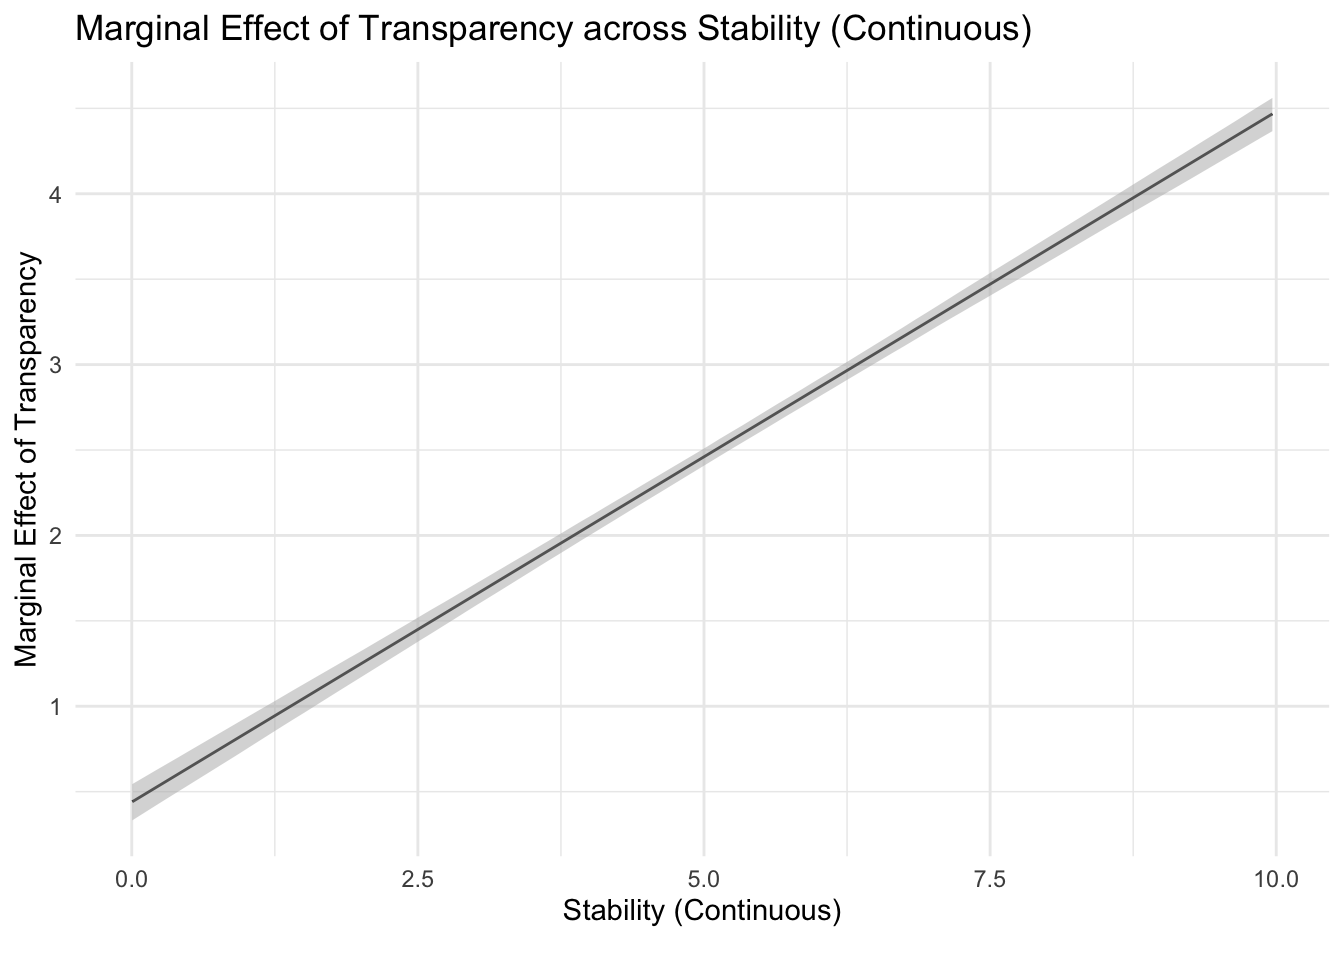 Marginal Effect of Transparency across Stability (Continuous)
Marginal Effect of Transparency
4
3
2
1
0.0 2.5 5.0 7.5 10.0
Stability (Continuous)